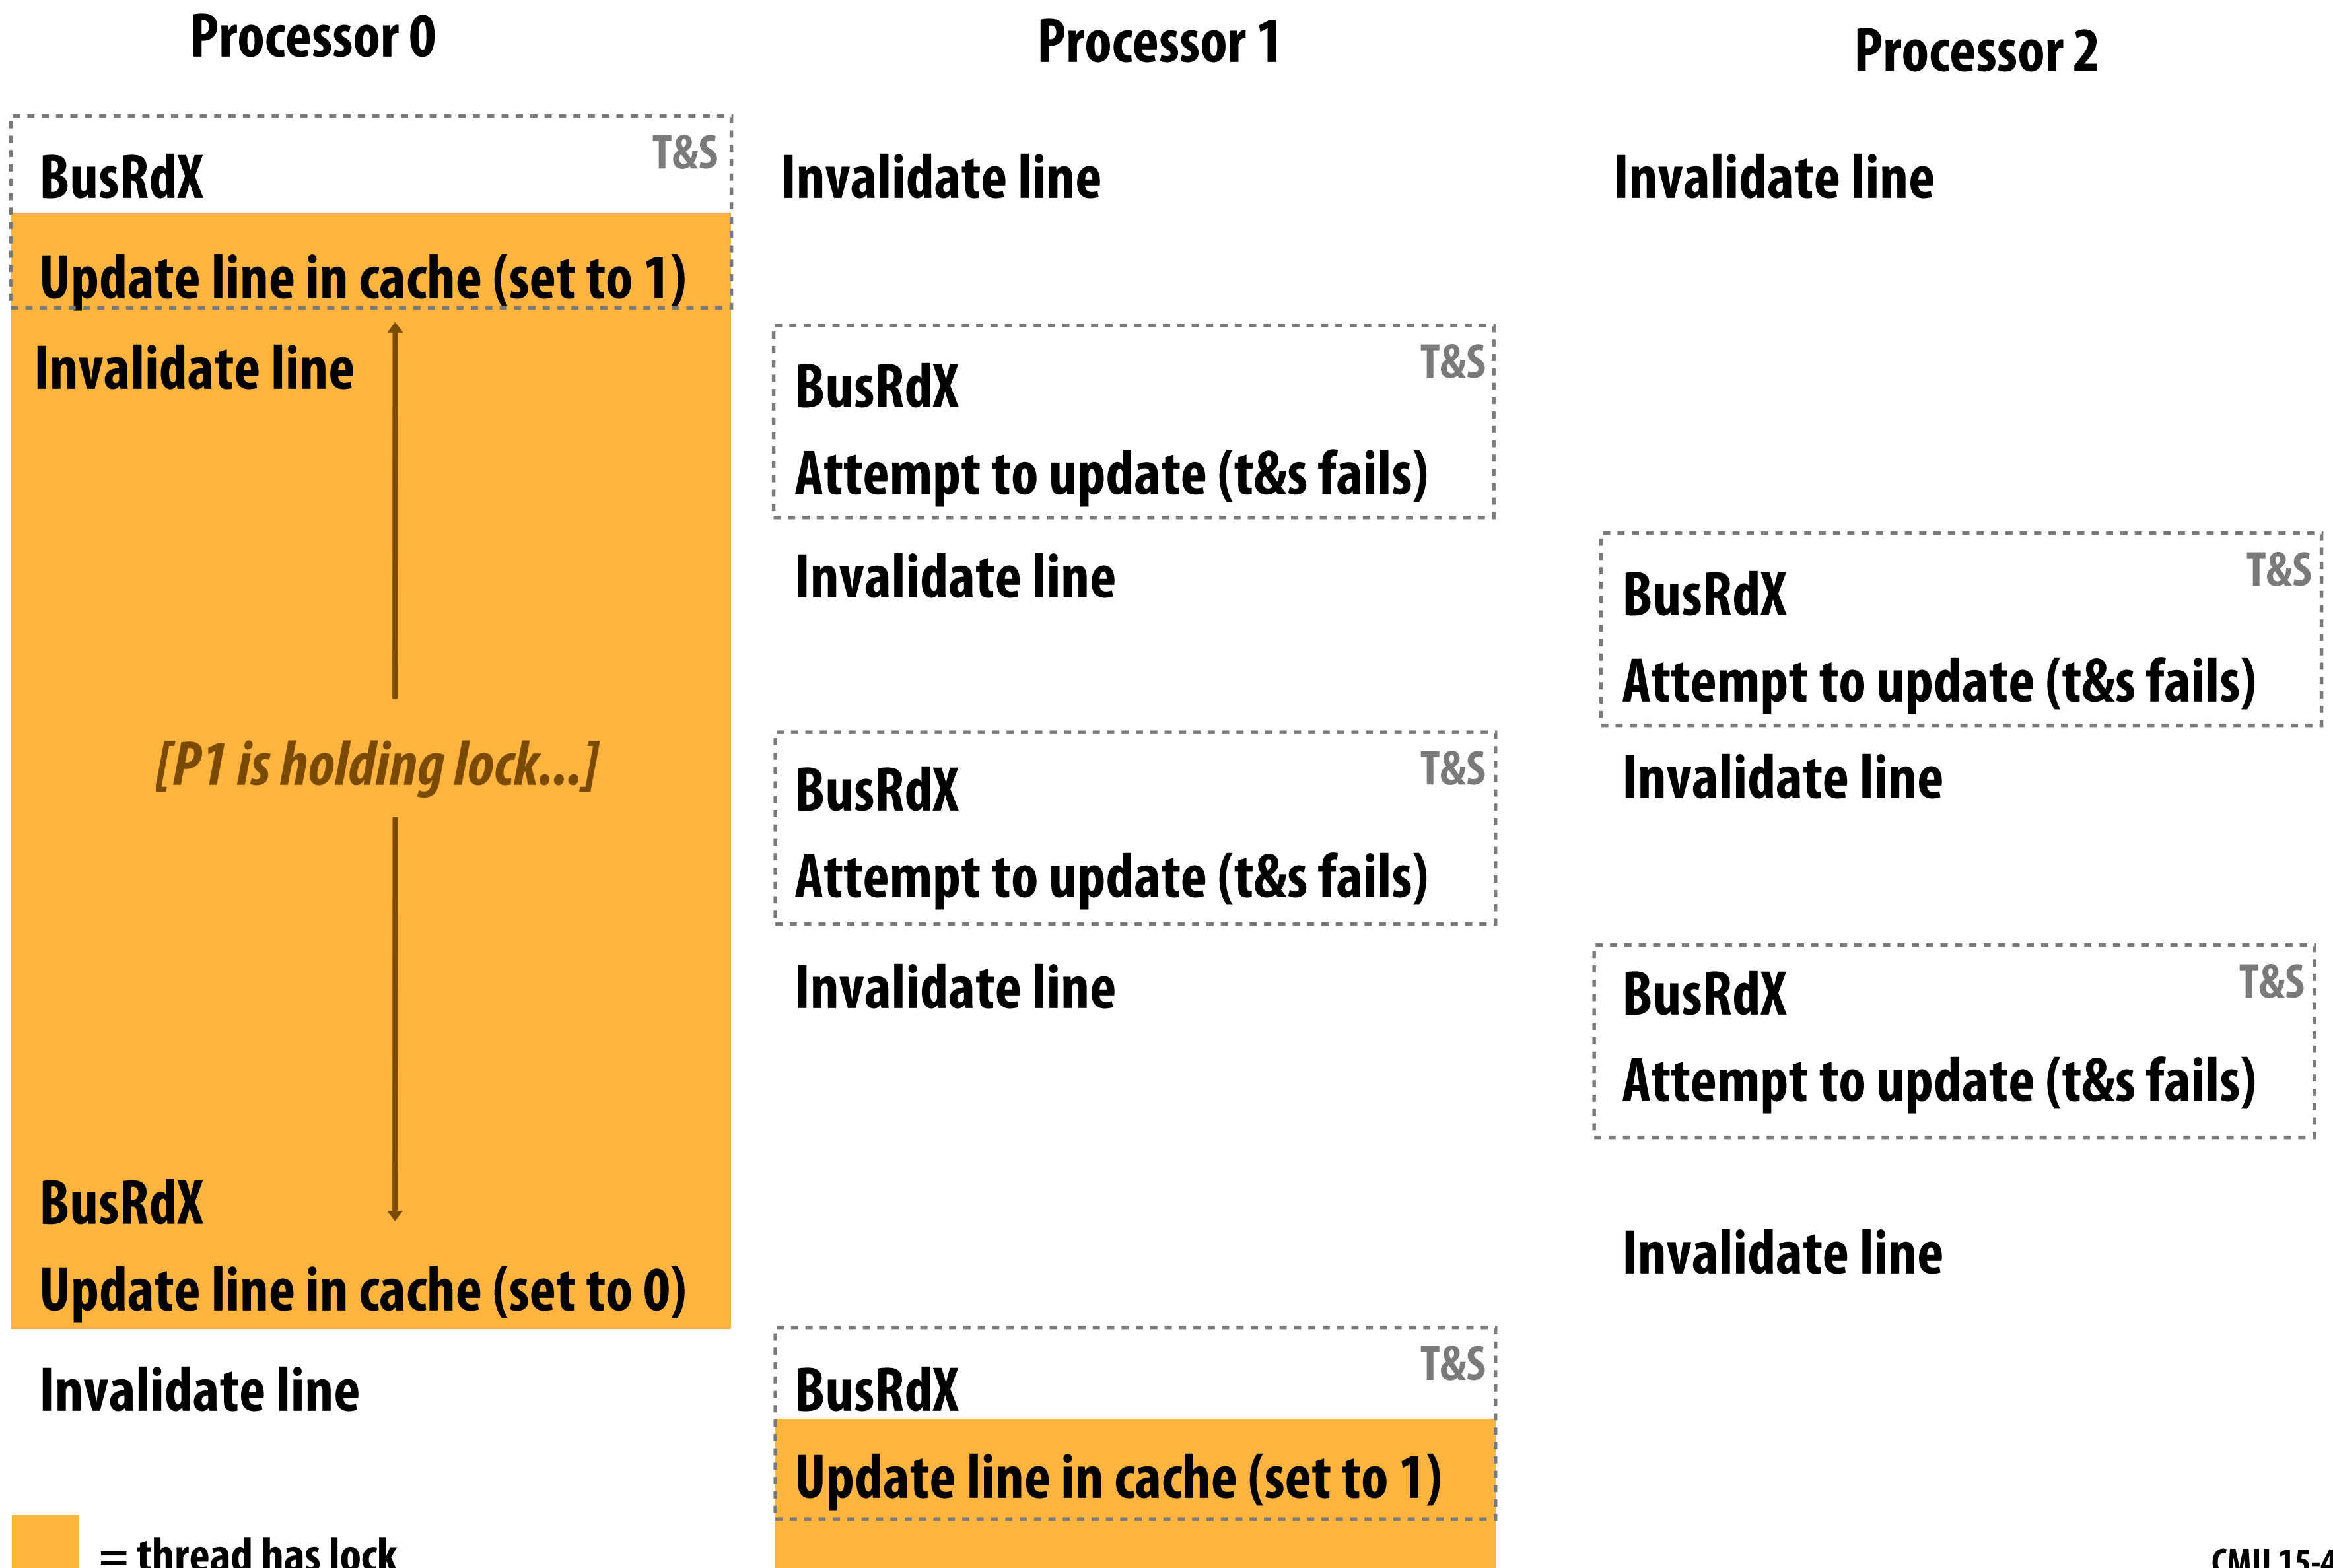 Processor 0
BusRdX
T&S
Update line in cache (set to 1)
Invalidate line
[P1 is holding lock...]
BusRdX
Update line in cache (set to 0)
Invalidate line
Processor 1
Invalidate line
BusRdX
T&S
Attempt to update (t&s fails)
Invalidate line
BusRdX
T&S
Attempt to update (t&s fails)
Invalidate line
BusRdX
T&S
Update line in cache (set to 1)
Processor 2
Invalidate line
BusRdX
T&S
Attempt to update (t&s fails)
Invalidate line
BusRdX
T&S
Attempt to update (t&s fails)
Invalidate line
= thread has lock
CMU 15-4